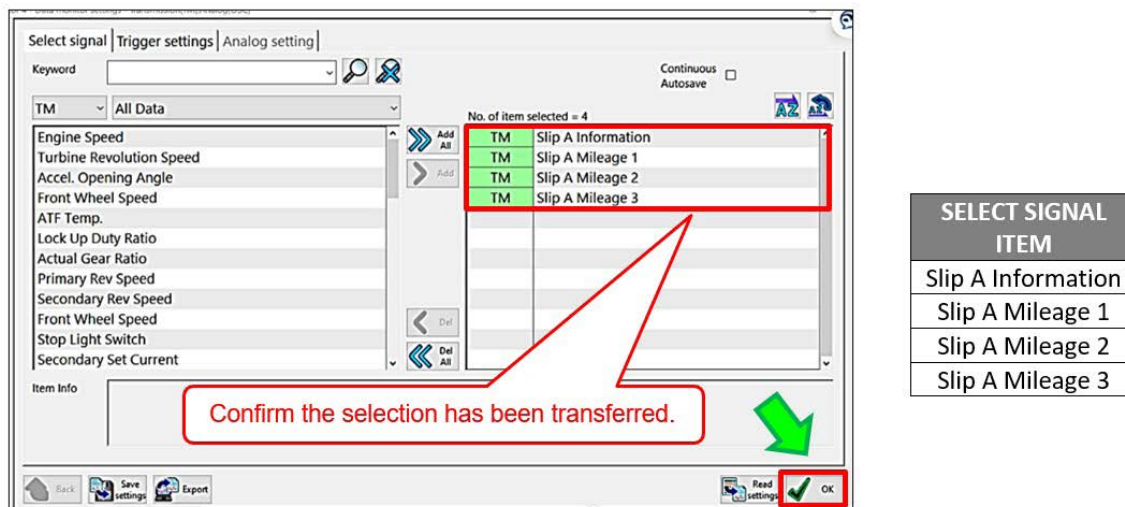 Select signal Trigger settings Analog setting
Keyword
Continuous
Autosave
TM All Data
No. of item selected = 4
Engine Speed
Turbine Revolution Speed
Accel. Opening Angle
Front Wheel Speed
ATF Temp.
Lock Up Duty Ratio
Actual Gear Ratio
Primary Rev Speed
Secondary Rev Speed
Front Wheel Speed
Stop Light Switch
Secondary Set Current
Add
All
Add
Del
Del
All
TM Slip A Information
TM Slip A Mileage 1
TM Slip A Mileage 2
TM Slip A Mileage 3
AZ AZ
Item Info
Confirm the selection has been transferred.
Back
Save
settings
Export
Read
settings
OK
SELECT SIGNAL
ITEM
Slip A Information
Slip A Mileage 1
Slip A Mileage 2
Slip A Mileage 3